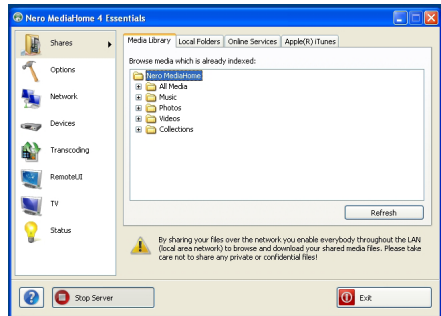 Nero MediaHome 4 Essentials
Shares
Options
Network
Devices
Transcoding
RemoteUI
TV
Status
Media Library Local Folders Online Services Apple(R) iTunes
Browse media which is already indexed:
Nero MediaHome
All Media
Music
Photos
Videos
Collections
Refresh
By sharing your files over the network you enable everybody throughout the LAN
(local area network) to browse and download your shared media files. Please take
care not to share any private or confidential files!
Stop Server
Exit